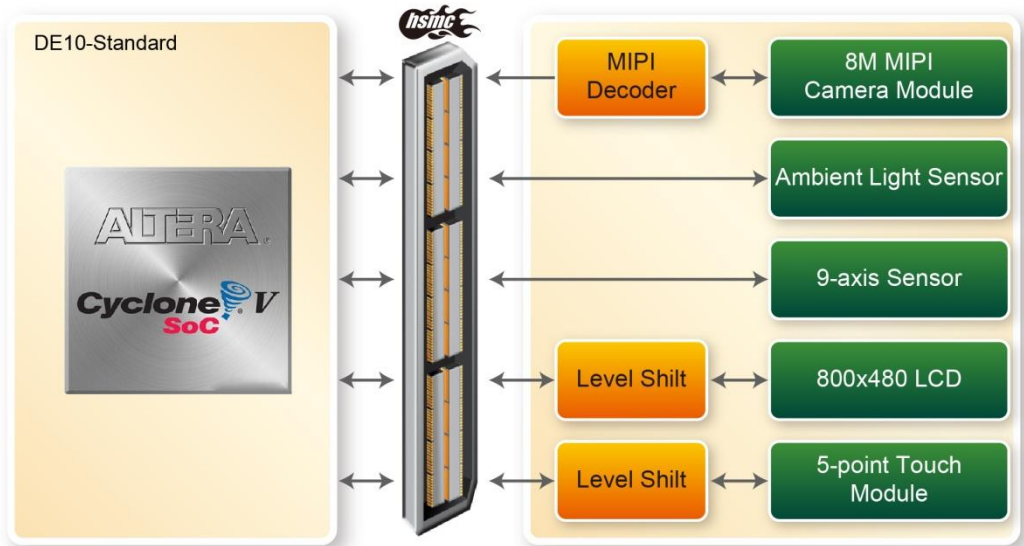 DE10-Standard
ALTERA®
Cyclone® V
SoC
hsmc
MIPI
Decoder
8M MIPI
Camera Module
Ambient Light Sensor
9-axis Sensor
Level Shilt
800x480 LCD
Level Shilt
5-point Touch
Module